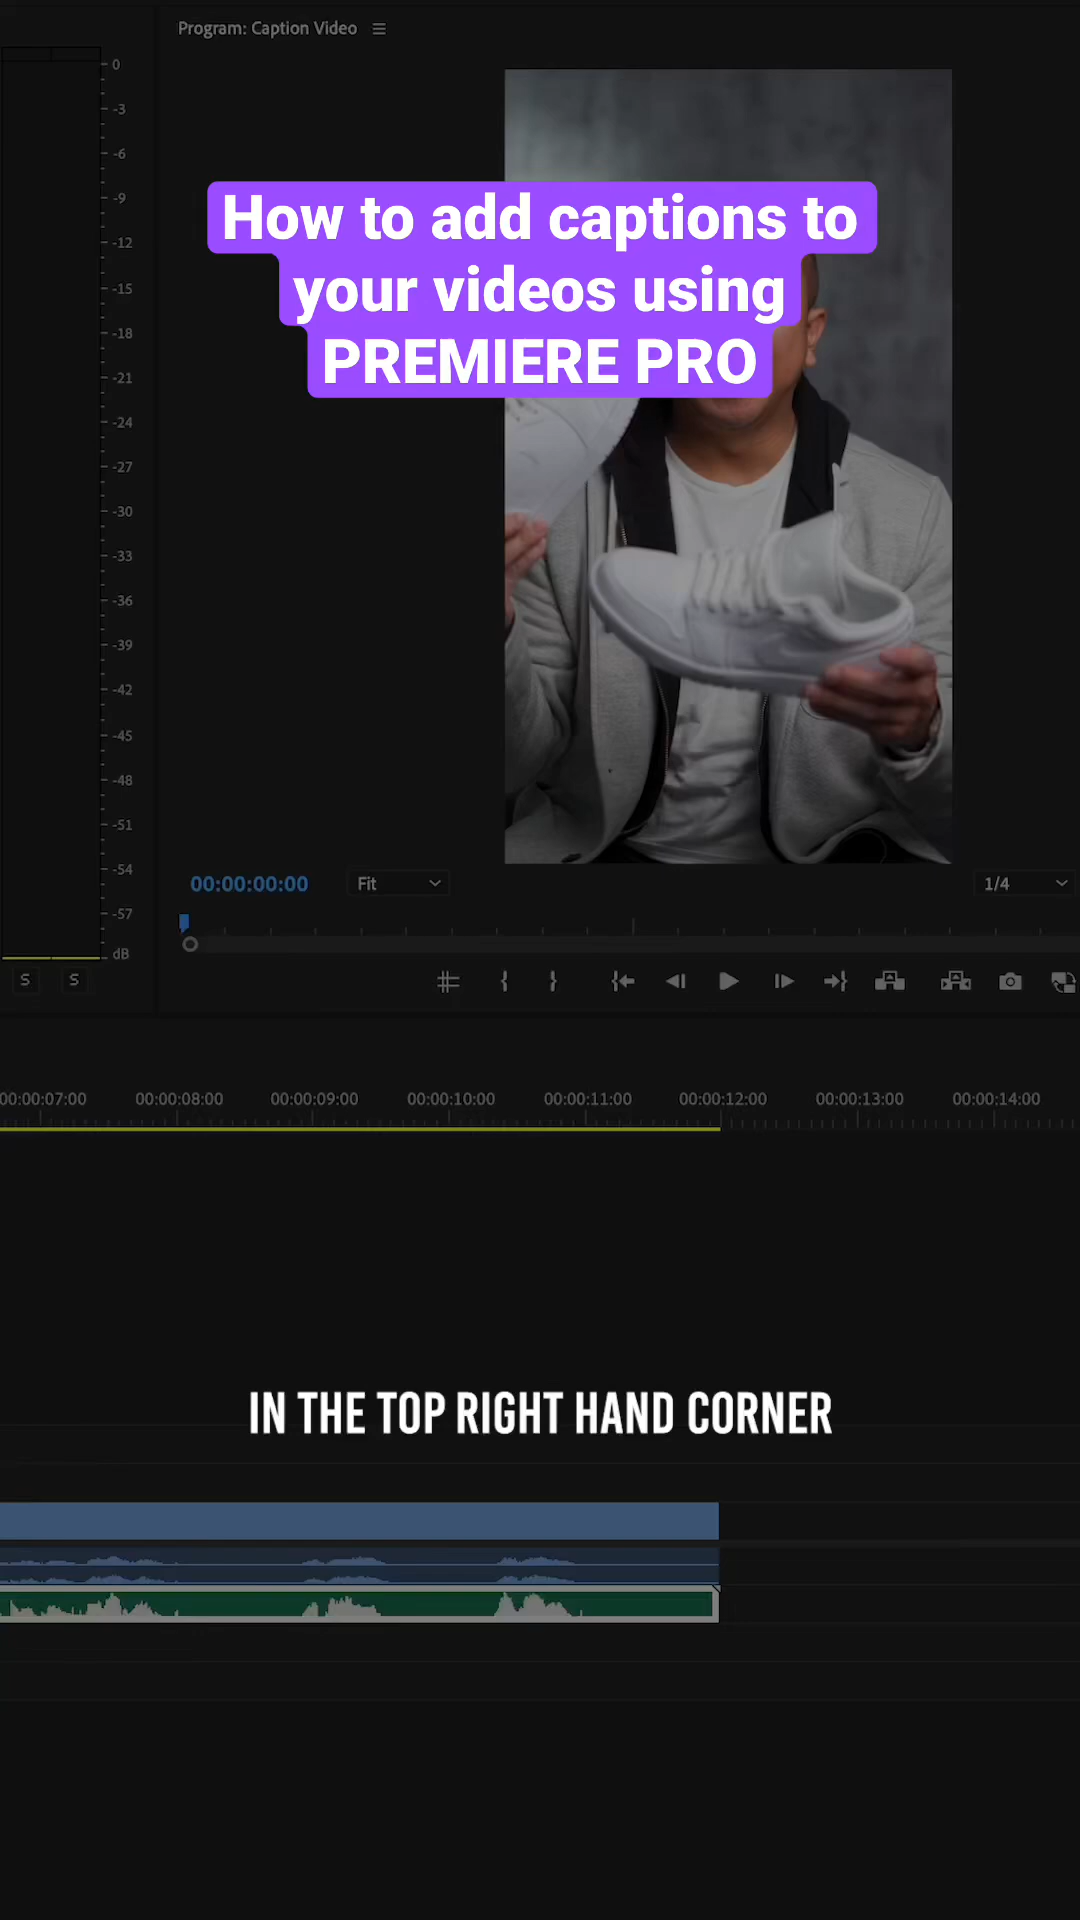 Program: Caption Video
0
-3
-6
-9
-12
-15
-18
-21
-24
-27
-30
-33
-36
-39
-42
-45
-48
-51
-54
-57
dB
S S
How to add captions to
your videos using
PREMIERE PRO
00:00:00:00 Fit 1/4
00:00:07:00 00:00:08:00 00:00:09:00 00:00:10:00 00:00:11:00 00:00:12:00 00:00:13:00 00:00:14:00
IN THE TOP RIGHT HAND CORNER